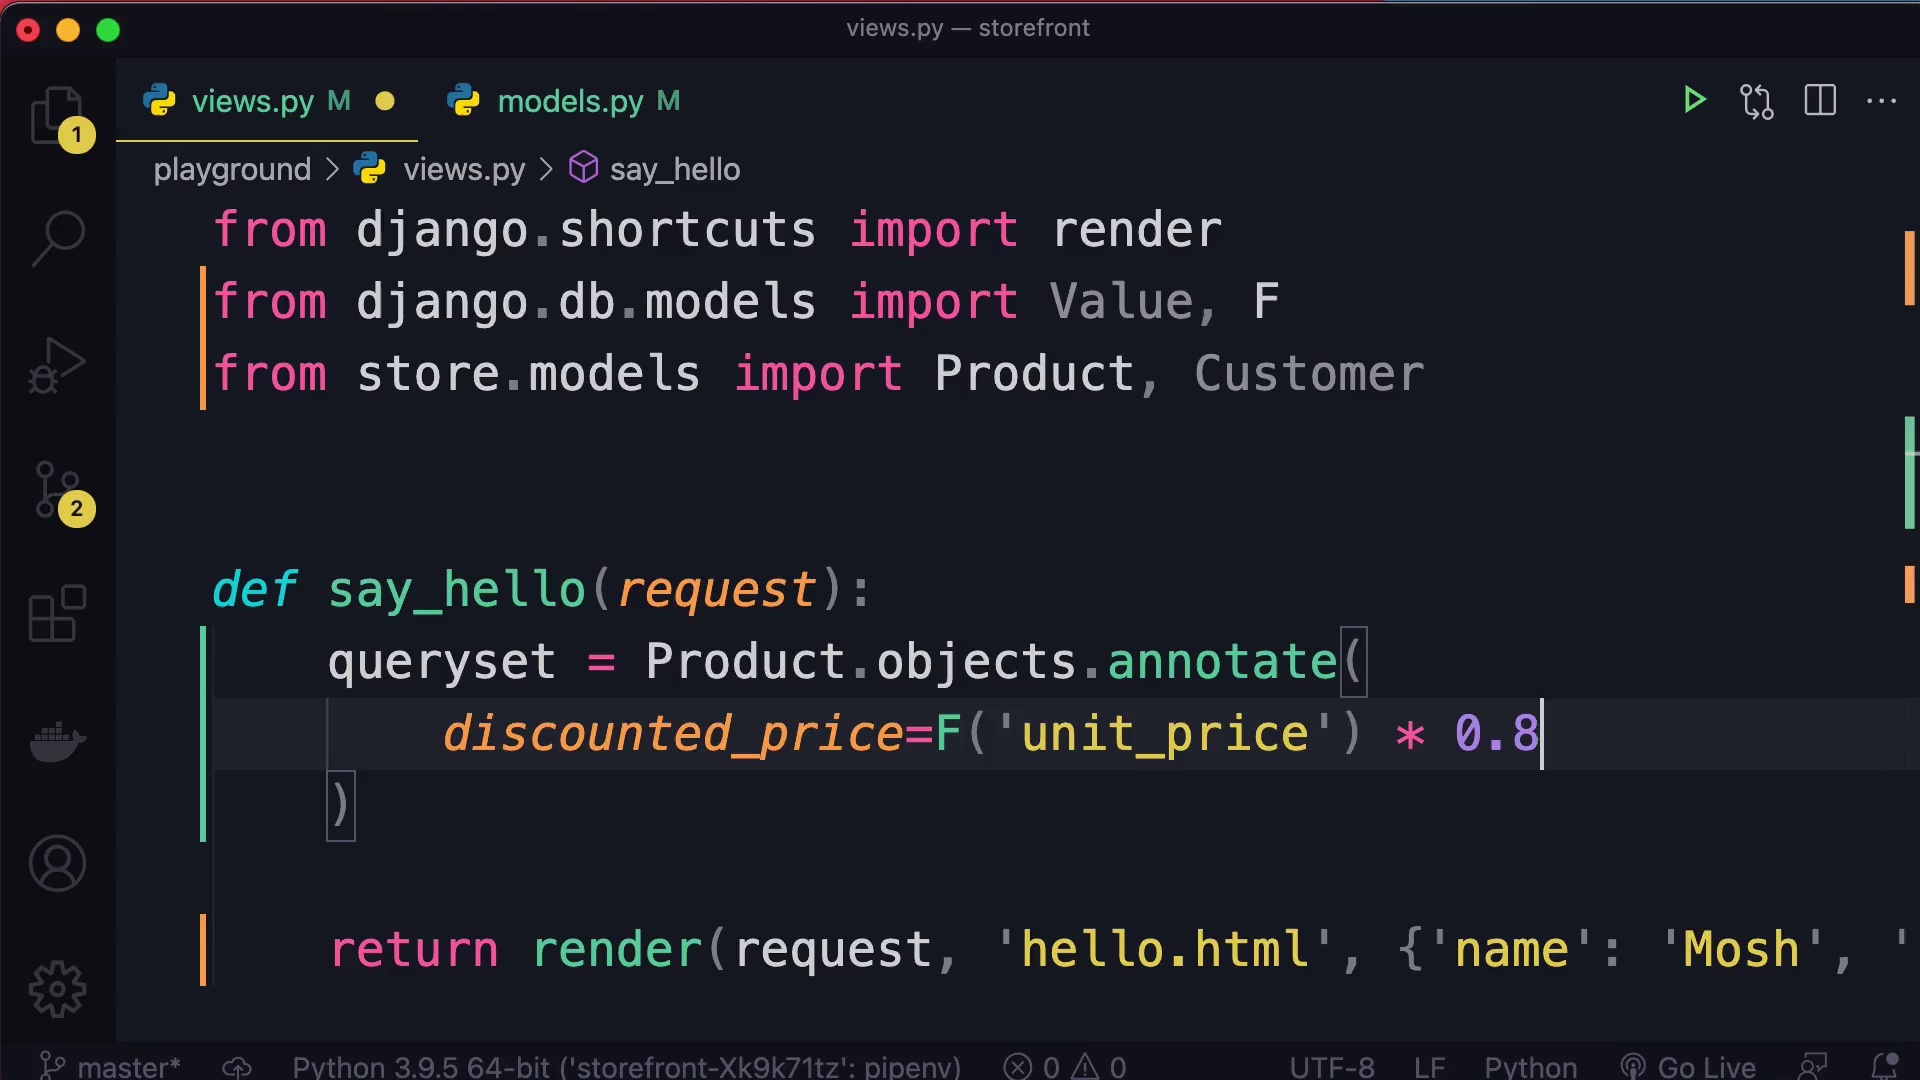 views.py — storefront
views.py M models.py M
1
playground > views.py > say_hello
from django.shortcuts import render
from django.db.models import Value, F
from store.models import Product, Customer
2
def say_hello(request):
queryset = Product.objects.annotate(
discounted_price=F('unit_price') * 0.8
)
return render(request, 'hello.html', {'name': 'Mosh', '
master* Python 3.9.5 64-bit ('storefront-Xk9k71tz': pipenv) 0 0 UTF-8 LF Python Go Live